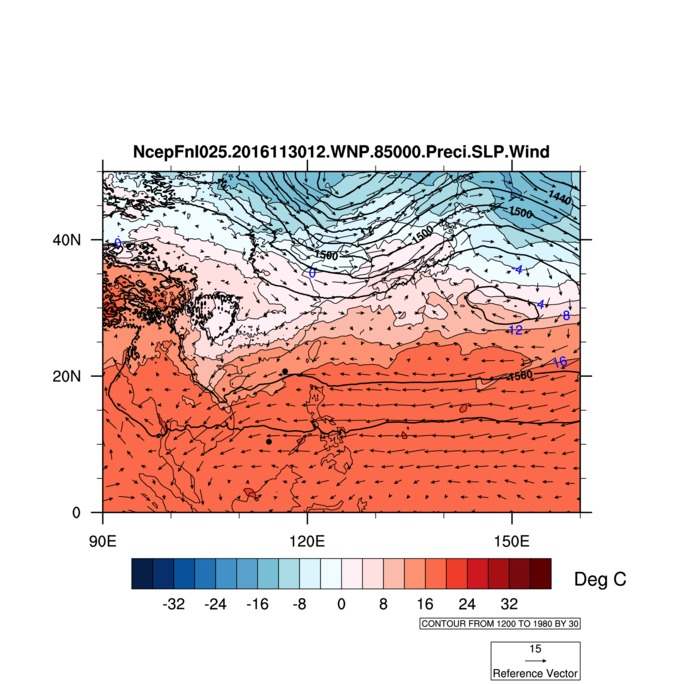 NcepFnl025.2016113012.WNP.85000.Preci.SLP.Wind
1440
1500
40N
0
1500
1500
0
4
4
8
12
16
20N
1560
0
90E
120E
150E
-32
-24
-16
-8
0
8
16
24
32
Deg C
CONTOUR FROM 1200 TO 1980 BY 30
15
Reference Vector